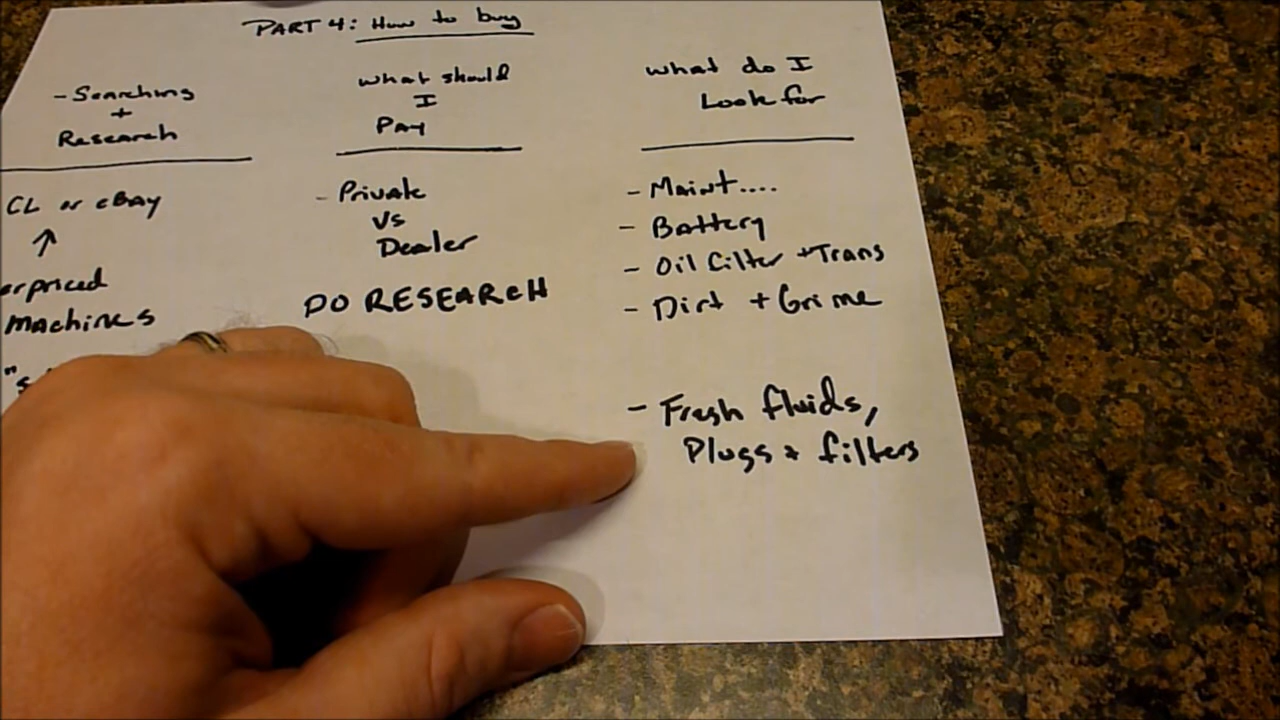 PART 4: How to buy
- Searching
+
Research
CL or eBay
↑
erpriced
machines
what should
I
Pay
- Private
vs
Dealer
DO RESEARCH
what do I
Look for
- Maint....
- Battery
- Oil filter + Trans
- Dirt + Grime
- Fresh fluids,
Plugs + filters